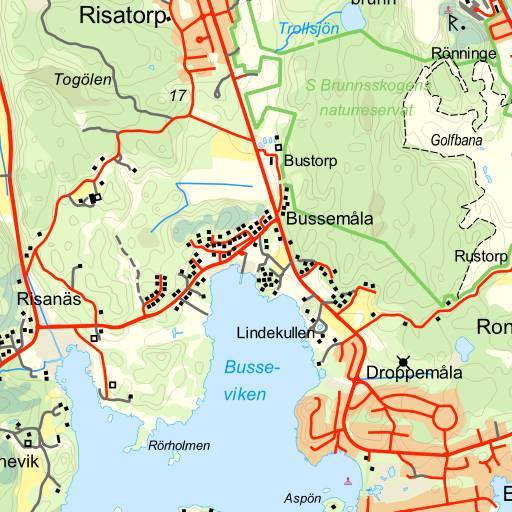 Risatorp
Trollsjön
R
Rönninge
Togölen
17
S Brunnsskogens
naturreservat
Golfbana
Bustorp
Bussemåla
Rustorp
Risanäs
Lindekullen
Ron
Busse-
viken
Droppemåla
Rörholmen
nevik
Aspön
E